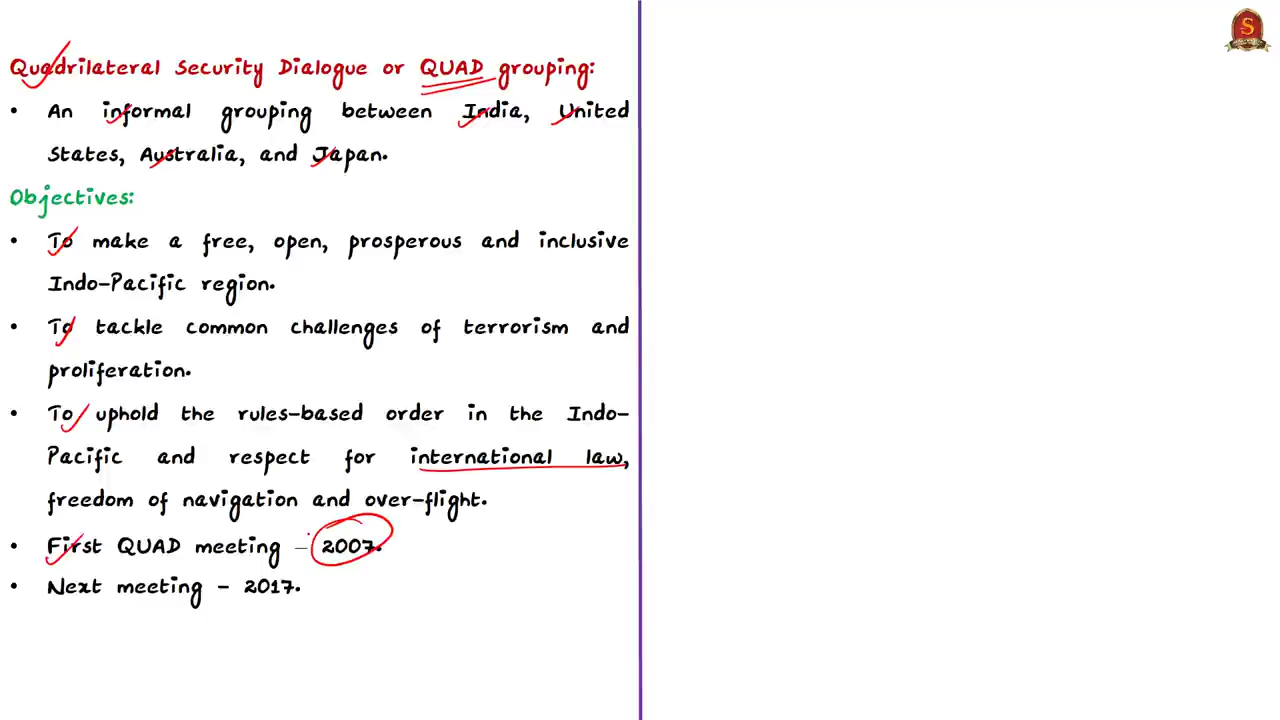 Quadrilateral Security Dialogue or QUAD grouping:
• An informal grouping between India, United
States, Australia, and Japan.
Objectives:
• To make a free, open, prosperous and inclusive
Indo-Pacific region.
• To tackle common challenges of terrorism and
proliferation.
• To uphold the rules-based order in the Indo-
Pacific and respect for international law,
freedom of navigation and over-flight.
• First QUAD meeting – 2007.
• Next meeting - 2017.
S